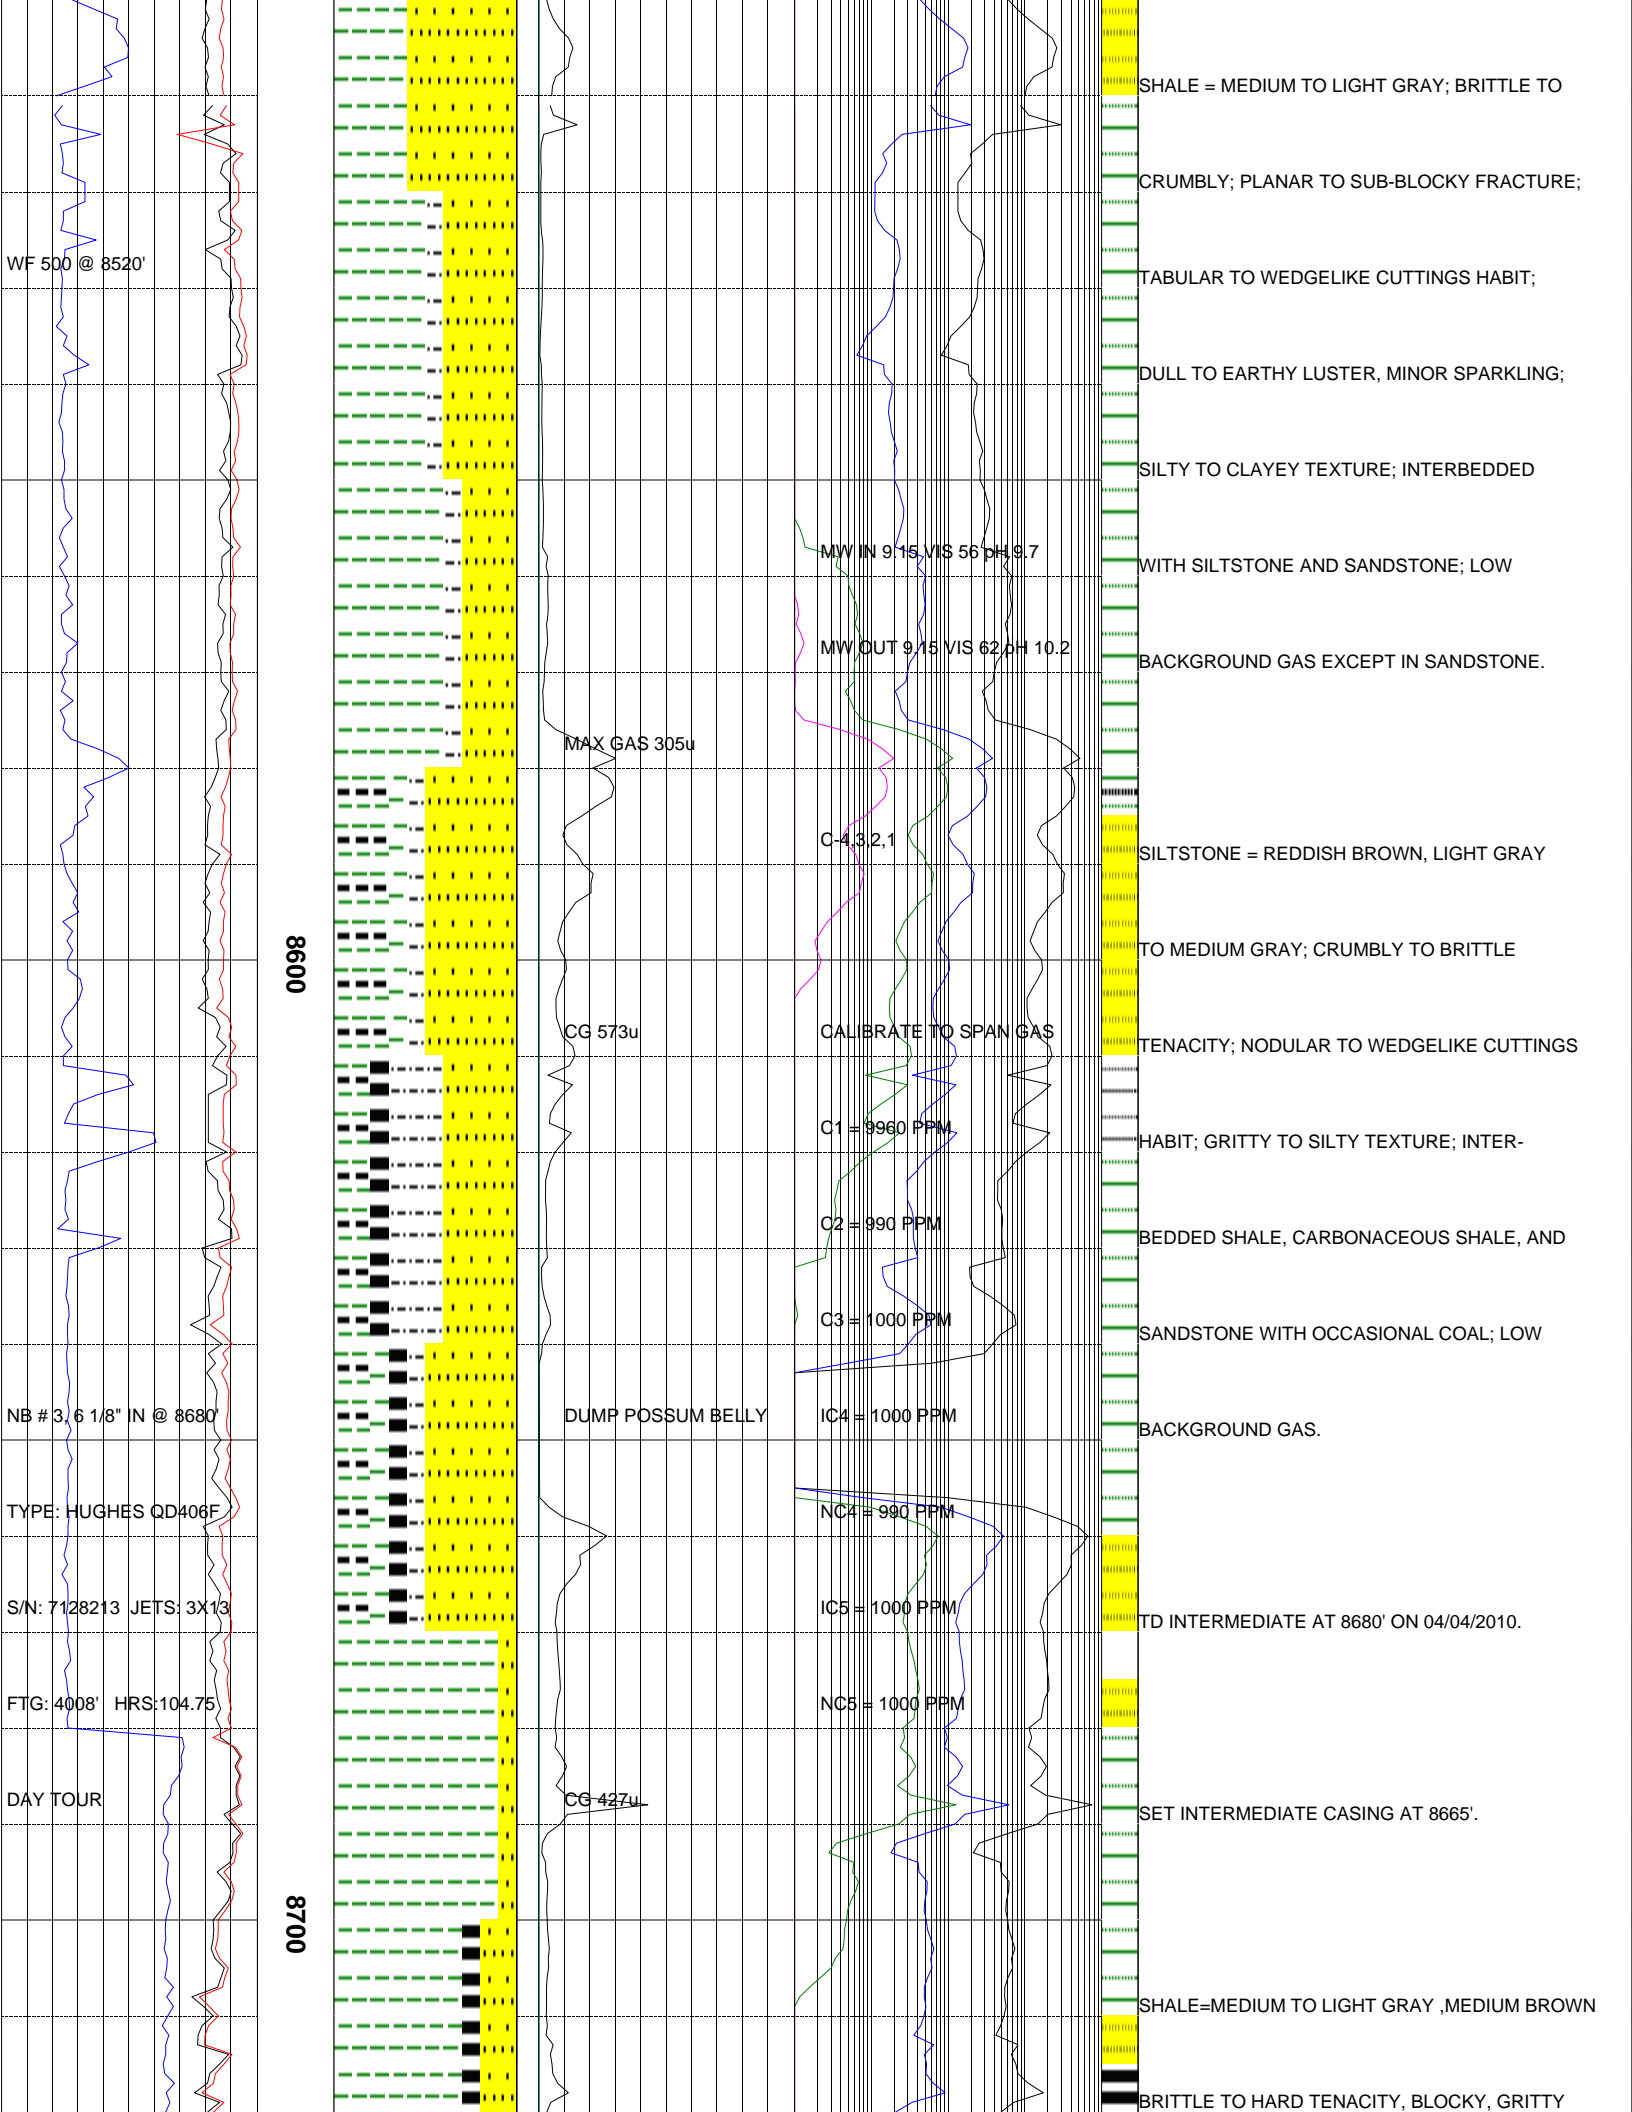 SHALE = MEDIUM TO LIGHT GRAY; BRITTLE TO
CRUMBLY; PLANAR TO SUB-BLOCKY FRACTURE;
WF 500 @ 8520'
TABULAR TO WEDGELIKE CUTTINGS HABIT;
DULL TO EARTHY LUSTER, MINOR SPARKLING;
SILTY TO CLAYEY TEXTURE; INTERBEDDED
MW IN 9.15 VIS 56 pH 9.7
WITH SILTSTONE AND SANDSTONE; LOW
MW OUT 9.15 VIS 62 pH 10.2
BACKGROUND GAS EXCEPT IN SANDSTONE.
MAX GAS 305u
C-4,3,2,1
SILTSTONE = REDDISH BROWN, LIGHT GRAY
8600
TO MEDIUM GRAY; CRUMBLY TO BRITTLE
CG 573u
CALIBRATE TO SPAN GAS
TENACITY; NODULAR TO WEDGELIKE CUTTINGS
C1 = 9960 PPM
HABIT; GRITTY TO SILTY TEXTURE; INTER-
C2 = 990 PPM
BEDDED SHALE, CARBONACEOUS SHALE, AND
C3 = 1000 PPM
SANDSTONE WITH OCCASIONAL COAL; LOW
NB # 3, 6 1/8" IN @ 8680'
DUMP POSSUM BELLY
IC4 = 1000 PPM
BACKGROUND GAS.
TYPE: HUGHES QD406F
NC4 = 990 PPM
S/N: 7128213 JETS: 3X13
IC5 = 1000 PPM
TD INTERMEDIATE AT 8680' ON 04/04/2010.
FTG: 4008' HRS:104.75
NC5 = 1000 PPM
DAY TOUR
CG 427u
SET INTERMEDIATE CASING AT 8665'.
8700
SHALE=MEDIUM TO LIGHT GRAY ,MEDIUM BROWN
BRITTLE TO HARD TENACITY, BLOCKY, GRITTY